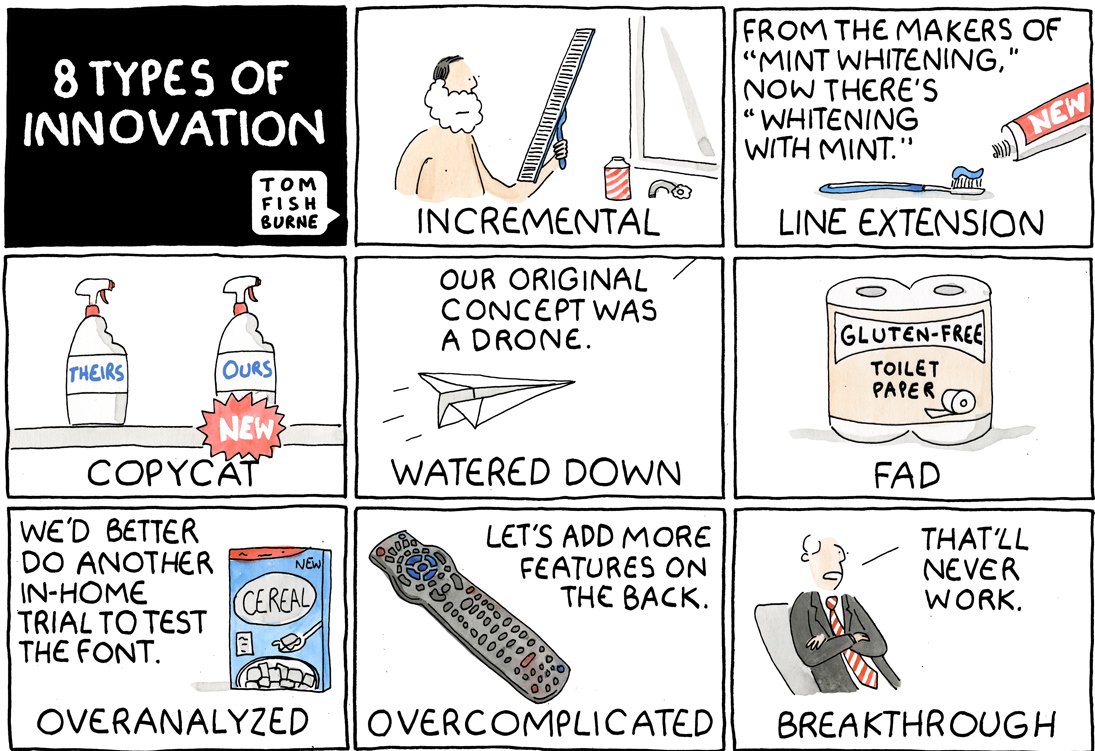 8 TYPES OF
INNOVATION
TOM
FISH
BURNE
INCREMENTAL
FROM THE MAKERS OF
"MINT WHITENING,"
NOW THERE'S
"WHITENING
WITH MINT."
NEW
LINE EXTENSION
THEIRS
OURS
NEW
COPYCAT
OUR ORIGINAL
CONCEPT WAS
A DRONE.
WATERED DOWN
GLUTEN-FREE
TOILET
PAPER
FAD
WE'D BETTER
DO ANOTHER
IN-HOME
TRIAL TO TEST
THE FONT.
NEW
CEREAL
OVERANALYZED
LET'S ADD MORE
FEATURES ON
THE BACK.
OVERCOMPLICATED
THAT'LL
NEVER
WORK.
BREAKTHROUGH